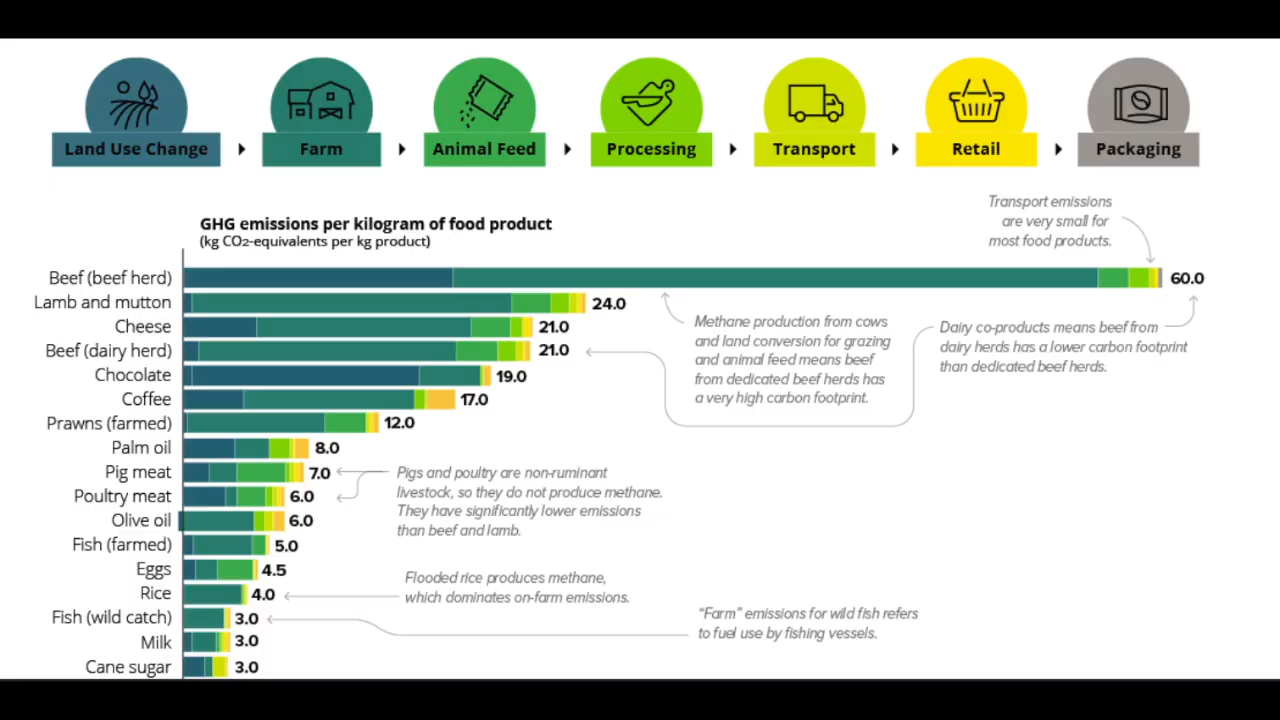 Land Use Change
Farm
Animal Feed
Processing
Transport
Retail
Packaging
Transport emissions
are very small for
most food products.
GHG emissions per kilogram of food product
(kg CO2-equivalents per kg product)
Beef (beef herd) 60.0
Lamb and mutton 24.0
Cheese 21.0
Beef (dairy herd) 21.0
Chocolate 19.0
Coffee 17.0
Prawns (farmed) 12.0
Palm oil 8.0
Pig meat 7.0
Poultry meat 6.0
Olive oil 6.0
Fish (farmed) 5.0
Eggs 4.5
Rice 4.0
Fish (wild catch) 3.0
Milk 3.0
Cane sugar 3.0
Methane production from cows
and land conversion for grazing
and animal feed means beef
from dedicated beef herds has
a very high carbon footprint.
Dairy co-products means beef from
dairy herds has a lower carbon footprint
than dedicated beef herds.
Pigs and poultry are non-ruminant
livestock, so they do not produce methane.
They have significantly lower emissions
than beef and lamb.
Flooded rice produces methane,
which dominates on-farm emissions.
“Farm” emissions for wild fish refers
to fuel use by fishing vessels.